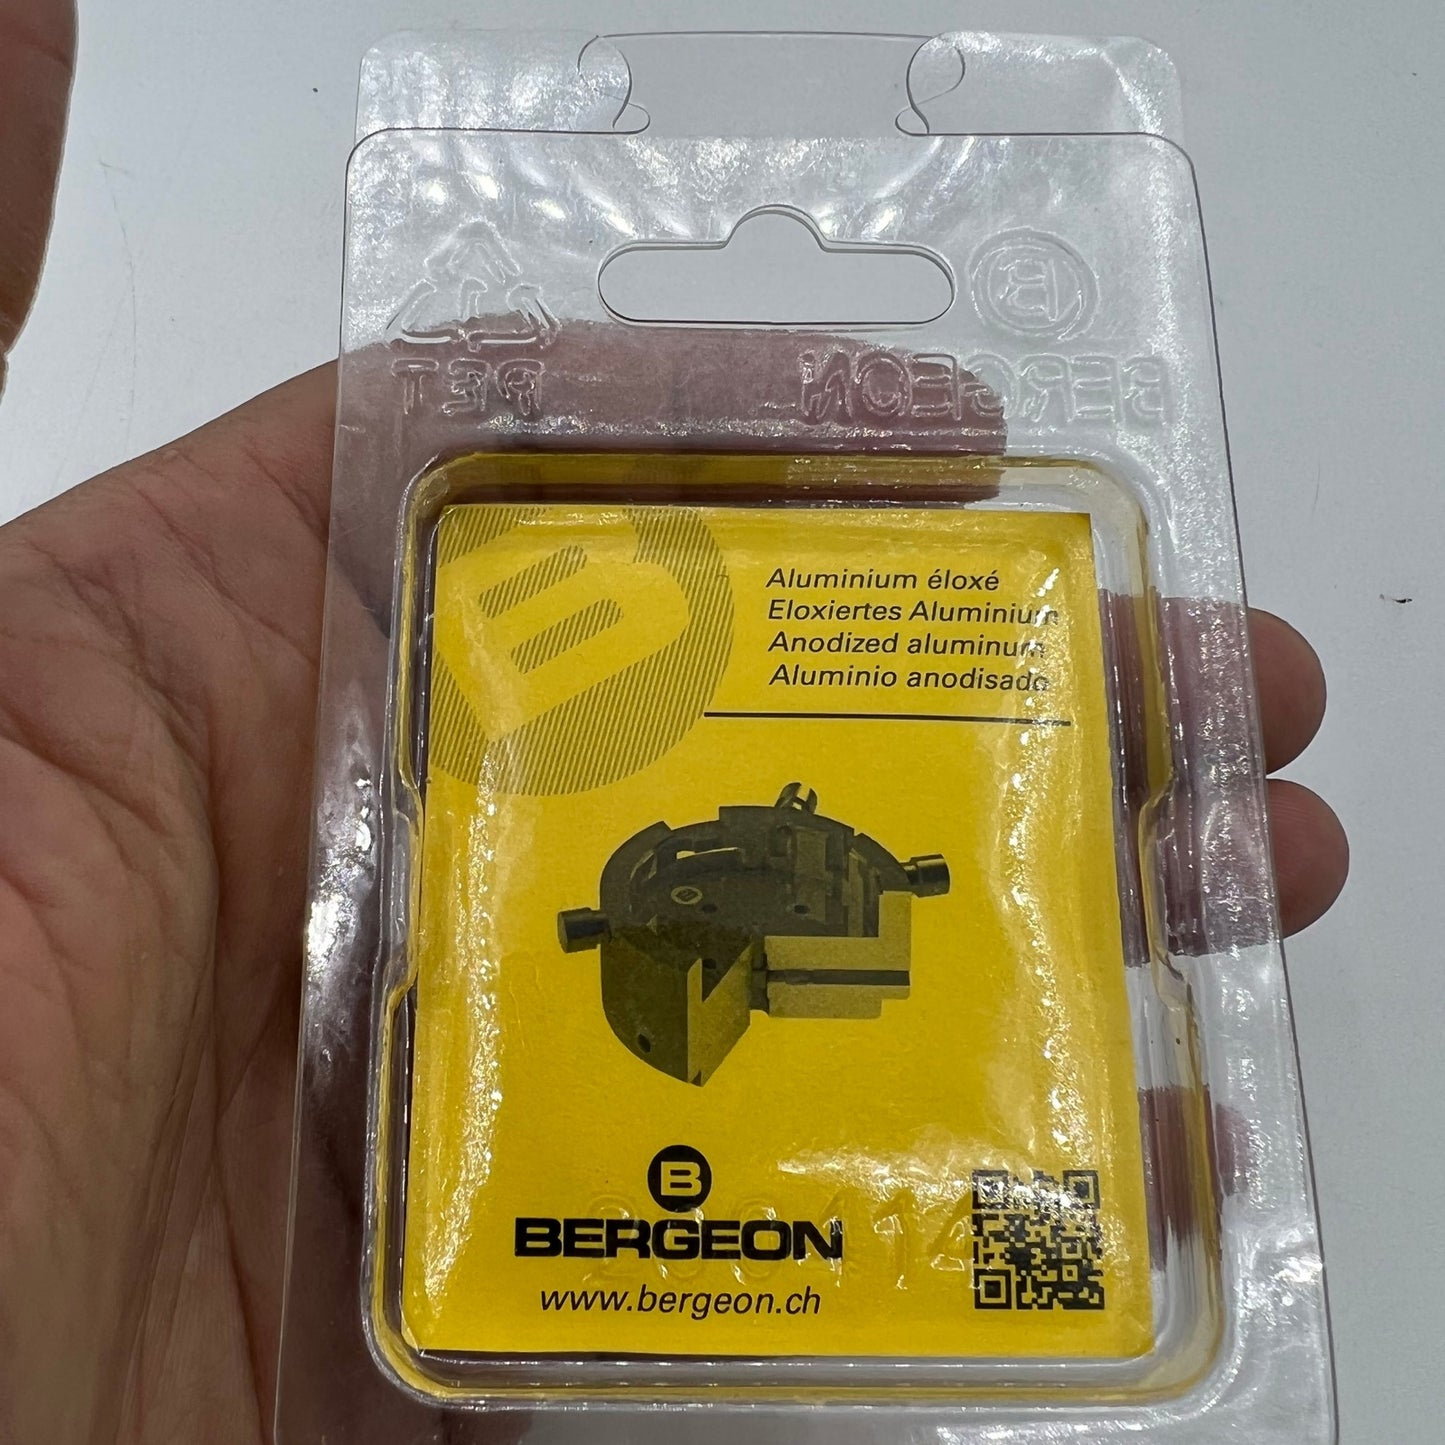 PET
BERGEON
Aluminium éloxé
Eloxiertes Aluminium
Anodized aluminum
Aluminio anodisado
B
BERGEON
www.bergeon.ch